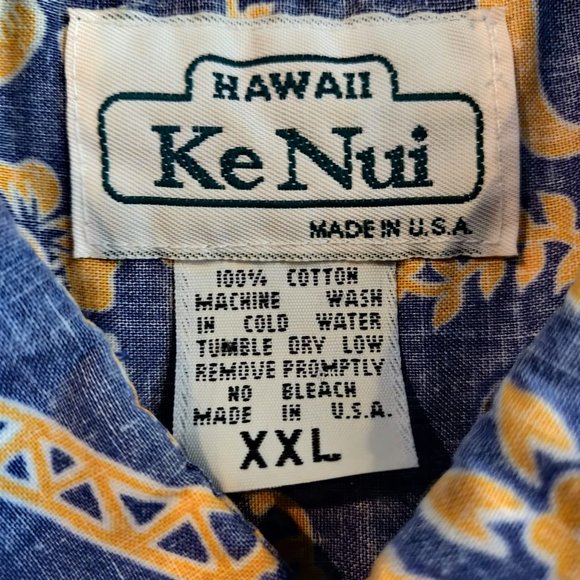 HAWAII
Ke Nui
MADE IN U.S.A.
100% COTTON
MACHINE WASH
IN COLD WATER
TUMBLE DRY LOW
REMOVE PROMPTLY
NO BLEACH
MADE IN U.S.A.
XXL